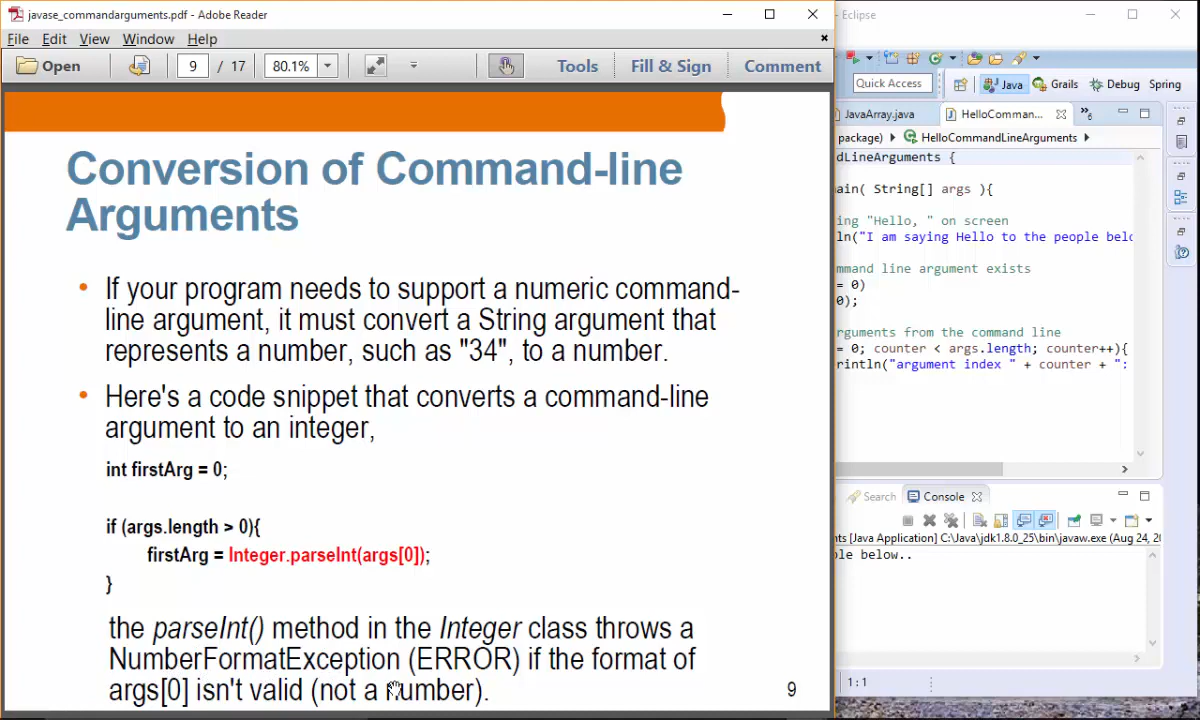 javase_commandarguments.pdf - Adobe Reader
File Edit View Window Help
Open 9 / 17 80.1% Tools Fill & Sign Comment
Conversion of Command-line
Arguments
• If your program needs to support a numeric command-
line argument, it must convert a String argument that
represents a number, such as "34", to a number.
• Here's a code snippet that converts a command-line
argument to an integer,
int firstArg = 0;
if (args.length > 0){
firstArg = Integer.parseInt(args[0]);
}
the parseInt() method in the Integer class throws a
NumberFormatException (ERROR) if the format of
args[0] isn't valid (not a number).
9
- Eclipse
Quick Access Java Grails Debug Spring
JavaArray.java HelloComman... »6
package) HelloCommandLineArguments
dLineArguments {
ain( String[] args ){
ing "Hello, " on screen
ln("I am saying Hello to the people belo
mmand line argument exists
= 0)
0);
rguments from the command line
= 0; counter < args.length; counter++){
rintln("argument index " + counter + ":
Search Console
ts [Java Application] C:\Java\jdk1.8.0_25\bin\javaw.exe (Aug 24, 20
ple below..
1:1